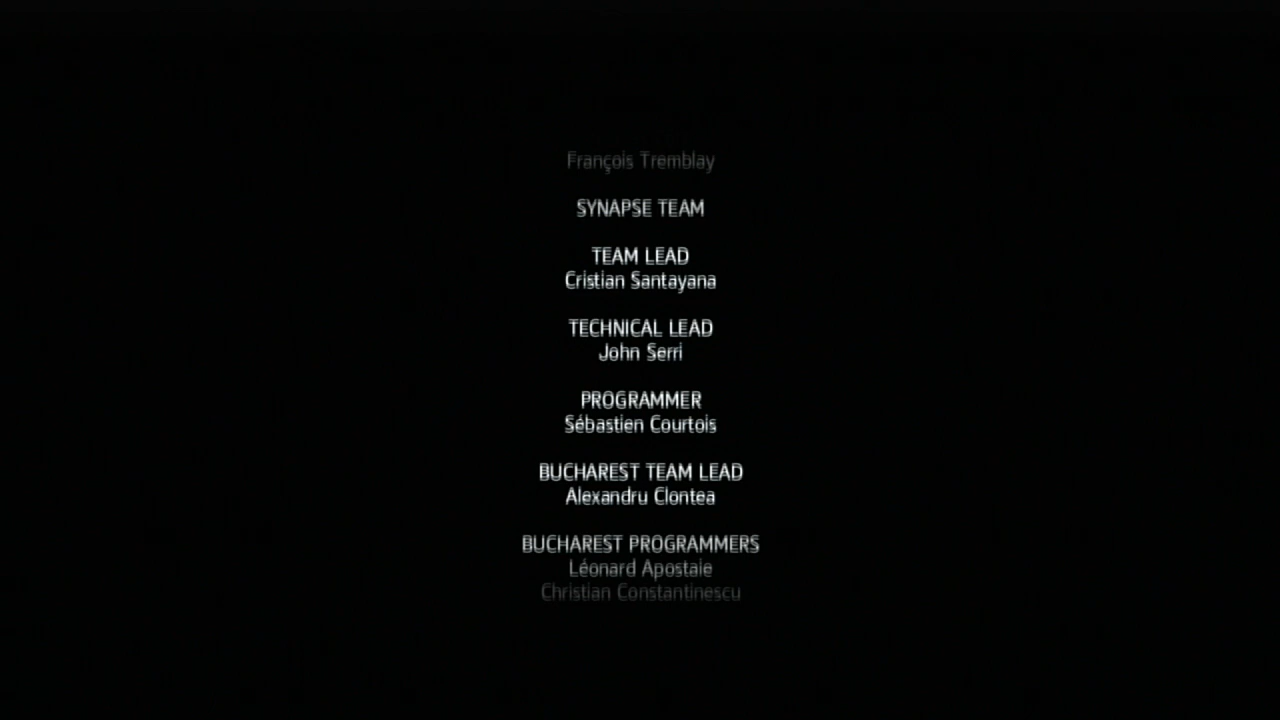 François Tremblay
SYNAPSE TEAM
TEAM LEAD
Cristian Santayana
TECHNICAL LEAD
John Serri
PROGRAMMER
Sébastien Courtois
BUCHAREST TEAM LEAD
Alexandru Clontea
BUCHAREST PROGRAMMERS
Léonard Apostaie
Christian Constantinescu